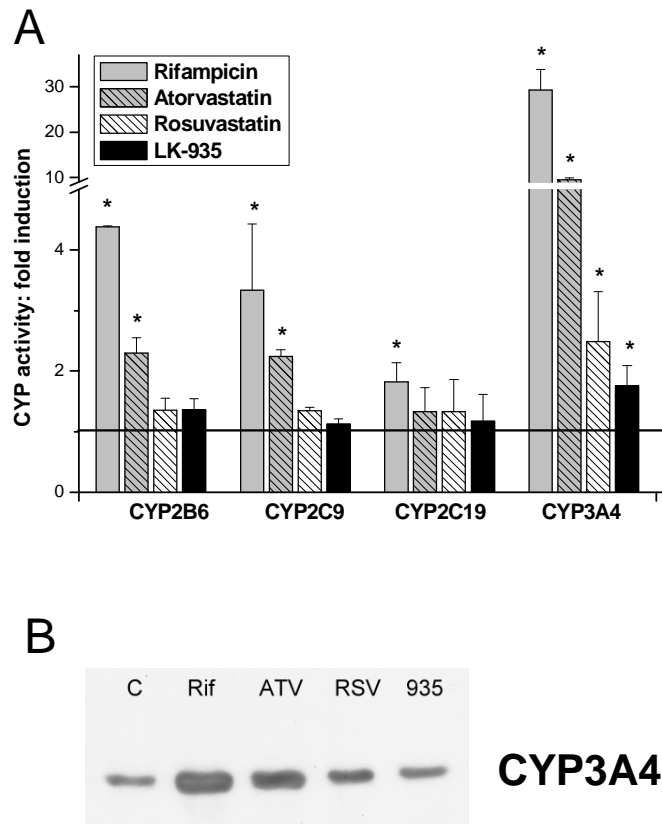 A
CYP activity: fold induction
30
20
10
4
2
0
Rifampicin
Atorvastatin
Rosuvastatin
LK-935
* * * * * * * * *
CYP2B6 CYP2C9 CYP2C19 CYP3A4
B
C Rif ATV RSV 935
CYP3A4